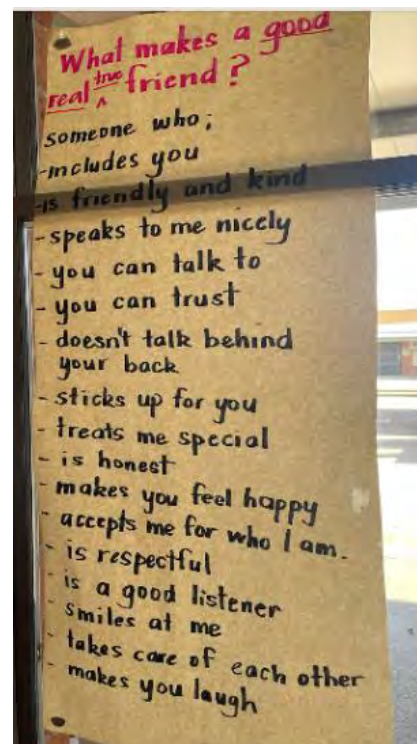 What makes a good
real ^ true friend ?
someone who;
-includes you
-is friendly and kind
- speaks to me nicely
- you can talk to
- you can trust
- doesn't talk behind
your back
- sticks up for you
- treats me special
- is honest
- makes you feel happy
- accepts me for who I am.
- is respectful
- is a good listener
- smiles at me
- takes care of each other
- makes you laugh